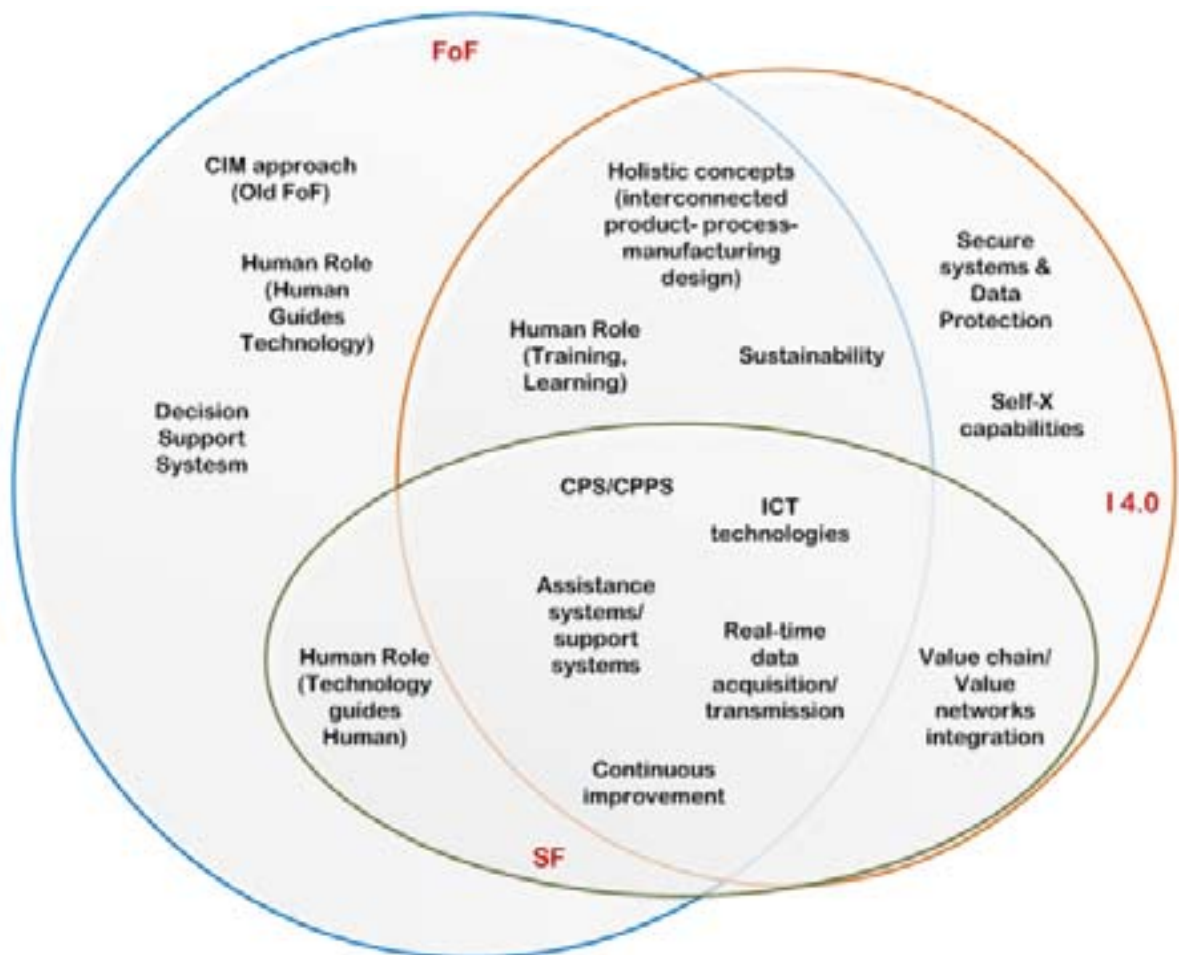 FoF
CIM approach
(Old FoF)
Human Role
(Human
Guides
Technology)
Decision
Support
Systesm
Holistic concepts
(interconnected
product- process-
manufacturing
design)
Human Role
(Training,
Learning)
Sustainability
Secure
systems &
Data
Protection
Self-X
capabilities
I 4.0
CPS/CPPS
ICT
technologies
Assistance
systems/
support
systems
Real-time
data
acquisition/
transmission
Human Role
(Technology
guides
Human)
Value chain/
Value
networks
integration
Continuous
improvement
SF